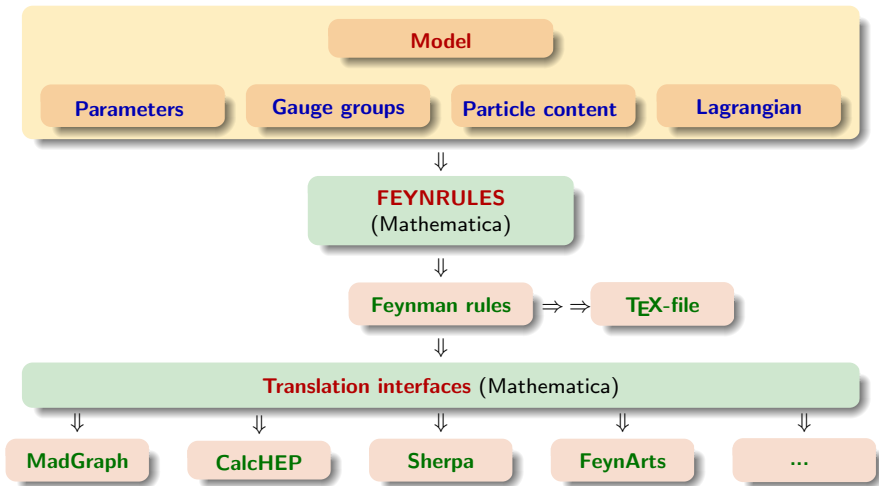 Model
Parameters
Gauge groups
Particle content
Lagrangian
⇓
FEYNRULES
(Mathematica)
⇓
Feynman rules ⇒ ⇒ TEX-file
⇓
Translation interfaces (Mathematica)
⇓ ⇓ ⇓ ⇓ ⇓
MadGraph
CalcHEP
Sherpa
FeynArts
...